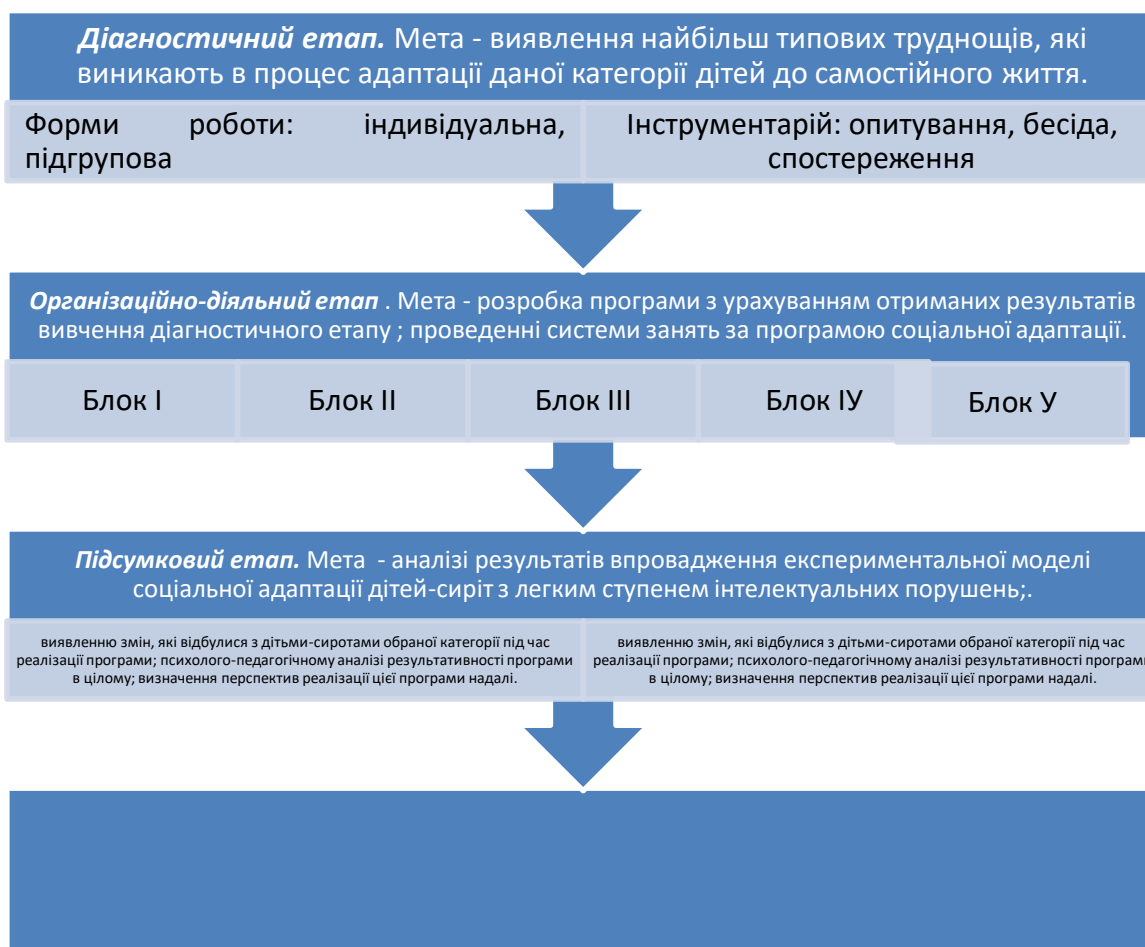 Діагностичний етап. Мета - виявлення найбільш типових труднощів, які
виникають в процес адаптації даної категорії дітей до самостійного життя.
Форми роботи: індивідуальна,
підгрупова
Інструментарій: опитування, бесіда,
спостереження
Організаційно-діяльний етап . Мета - розробка програми з урахуванням отриманих результатів
вивчення діагностичного етапу ; проведенні системи занять за програмою соціальної адаптації.
Блок І
Блок ІІ
Блок ІІІ
Блок ІУ
Блок У
Підсумковий етап. Мета - аналізі результатів впровадження експериментальної моделі
соціальної адаптації дітей-сиріт з легким ступенем інтелектуальних порушень;.
виявленню змін, які відбулися з дітьми-сиротами обраної категорії під час
реалізації програми; психолого-педагогічному аналізі результативності програми
в цілому; визначення перспектив реалізації цієї програми надалі.
виявленню змін, які відбулися з дітьми-сиротами обраної категорії під час
реалізації програми; психолого-педагогічному аналізі результативності програми
в цілому; визначення перспектив реалізації цієї програми надалі.